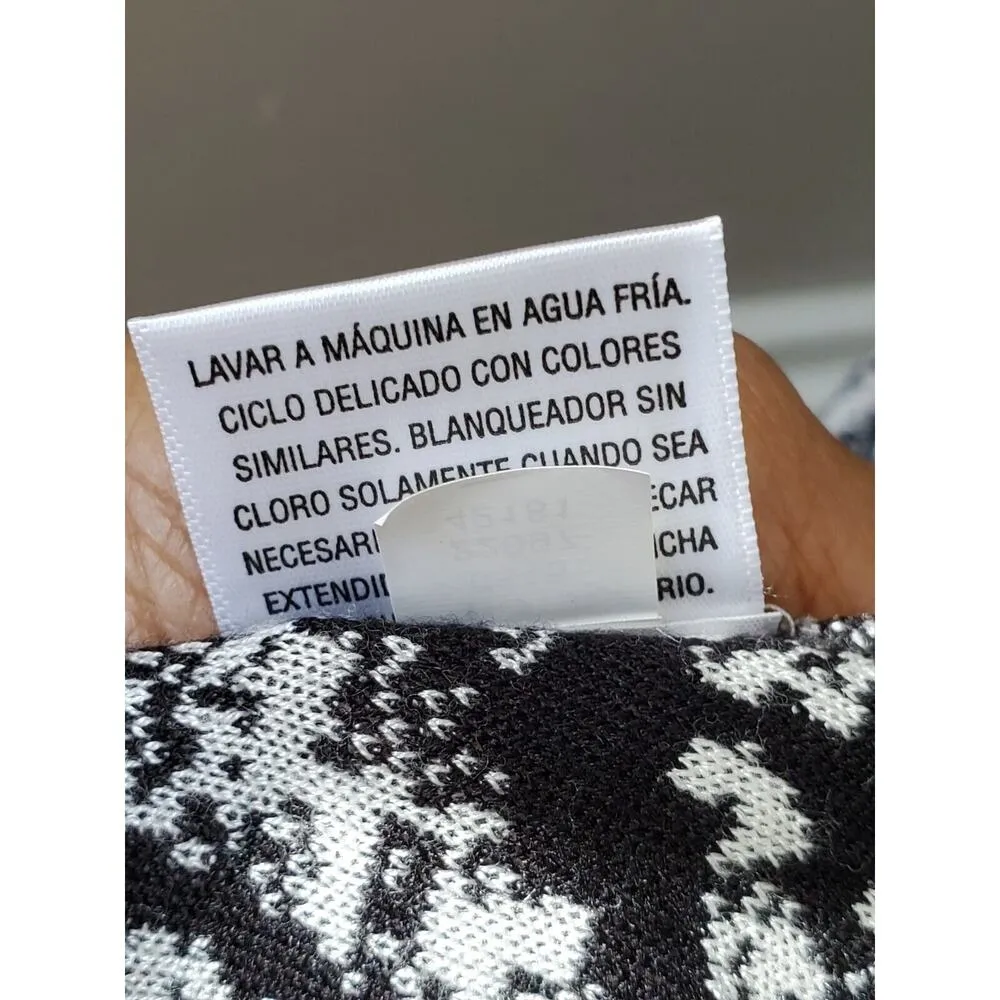 LAVAR A MÁQUINA EN AGUA FRÍA.
CICLO DELICADO CON COLORES
SIMILARES. BLANQUEADOR SIN
CLORO SOLAMENTE CUANDO SEA
NECESARI ECAR
EXTENDI CHA
RIO.